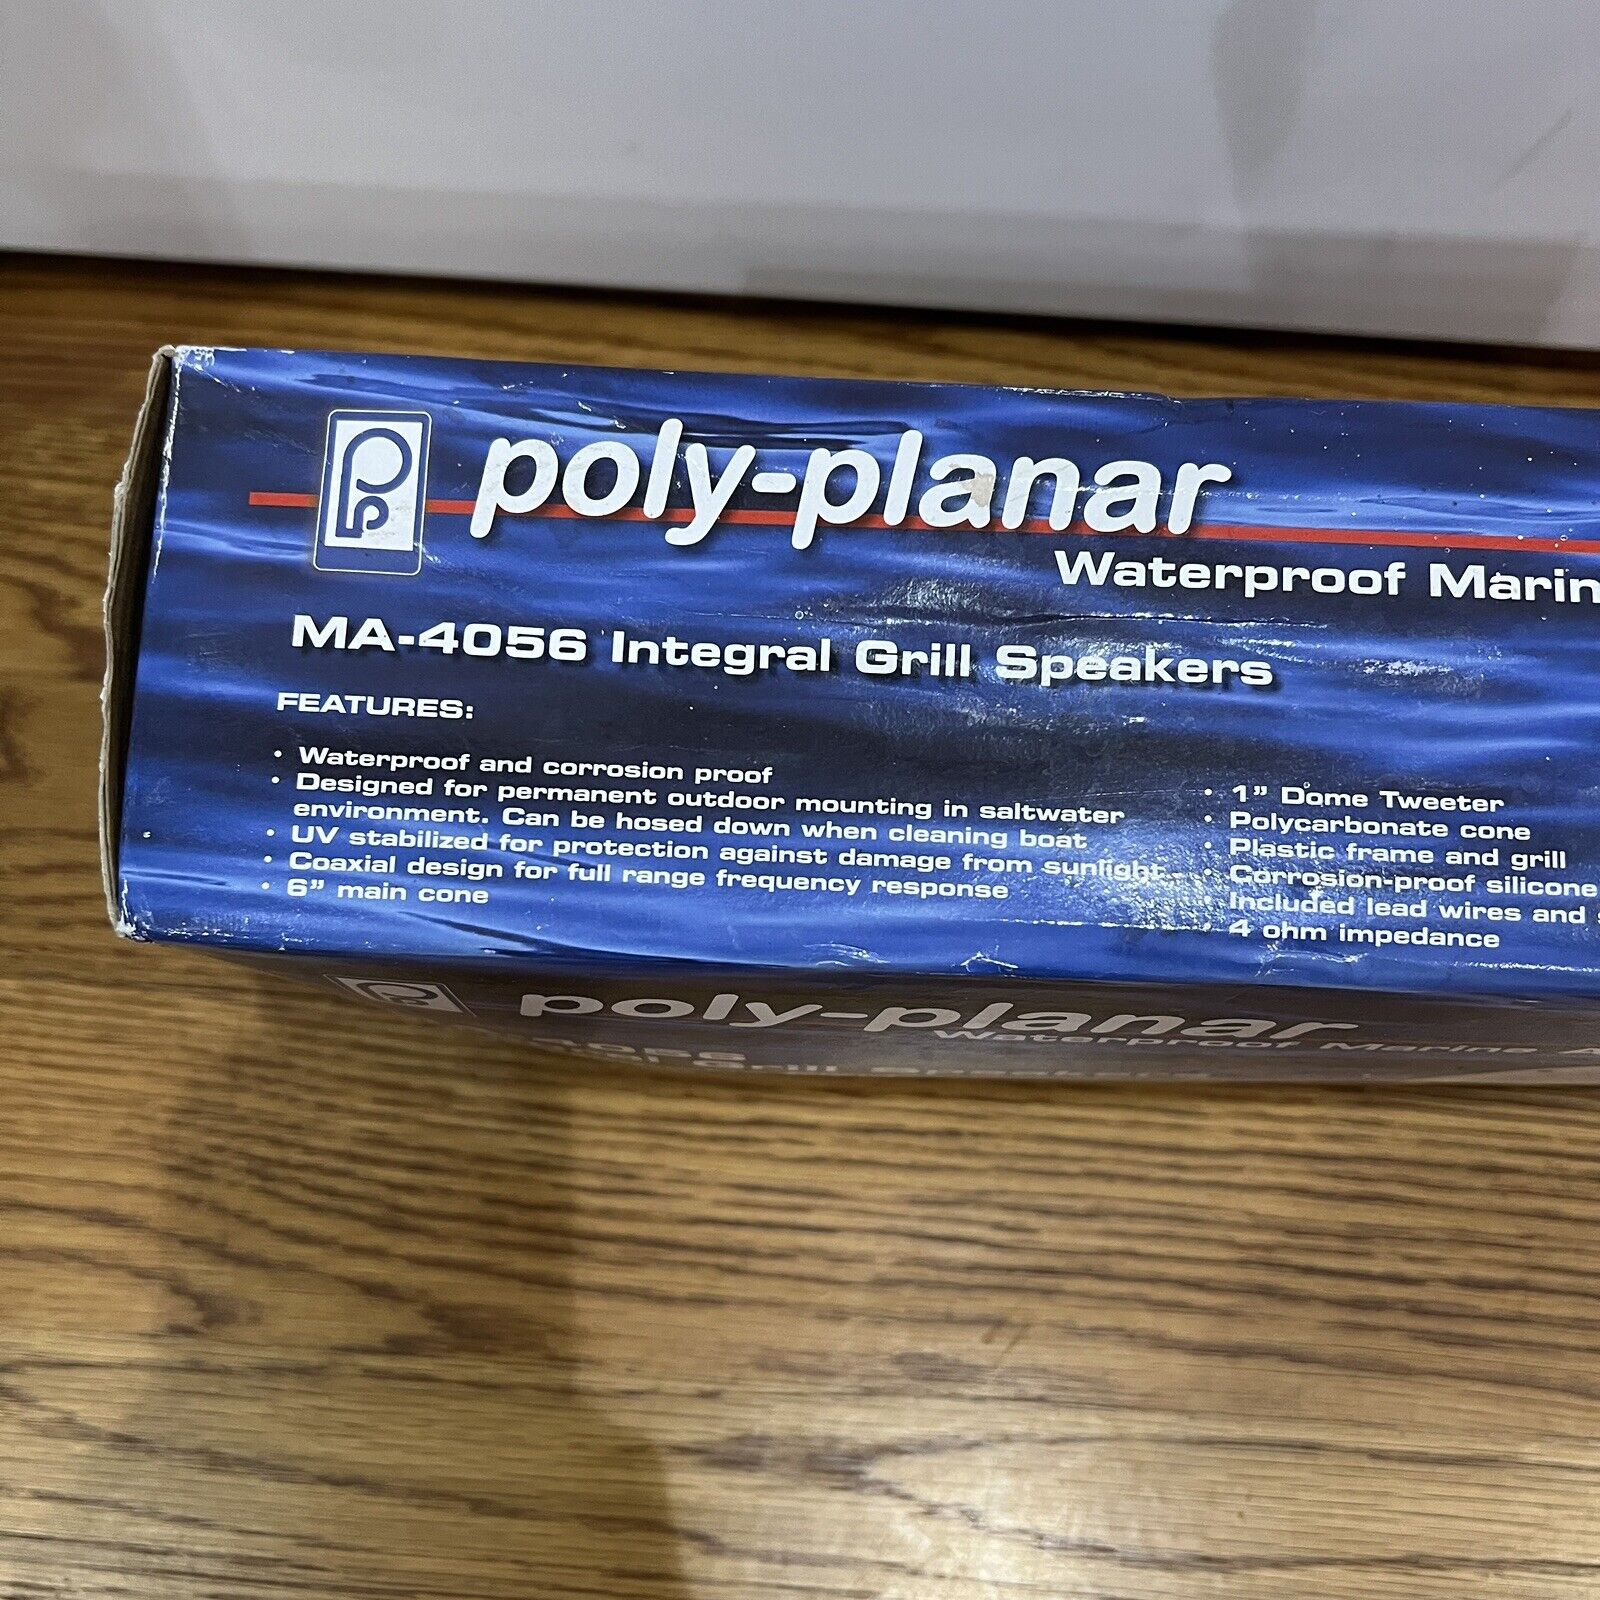 poly-planar
Waterproof Marin
MA-4056 Integral Grill Speakers
FEATURES:
• Waterproof and corrosion proof
• Designed for permanent outdoor mounting in saltwater
environment. Can be hosed down when cleaning boat
• UV stabilized for protection against damage from sunlight
• Coaxial design for full range frequency response
• 6” main cone
• 1” Dome Tweeter
• Polycarbonate cone
• Plastic frame and grill
• Corrosion-proof silicone
• Included lead wires and
• 4 ohm impedance
poly-planar
Waterproof Marine A
4056
Grill Speakers